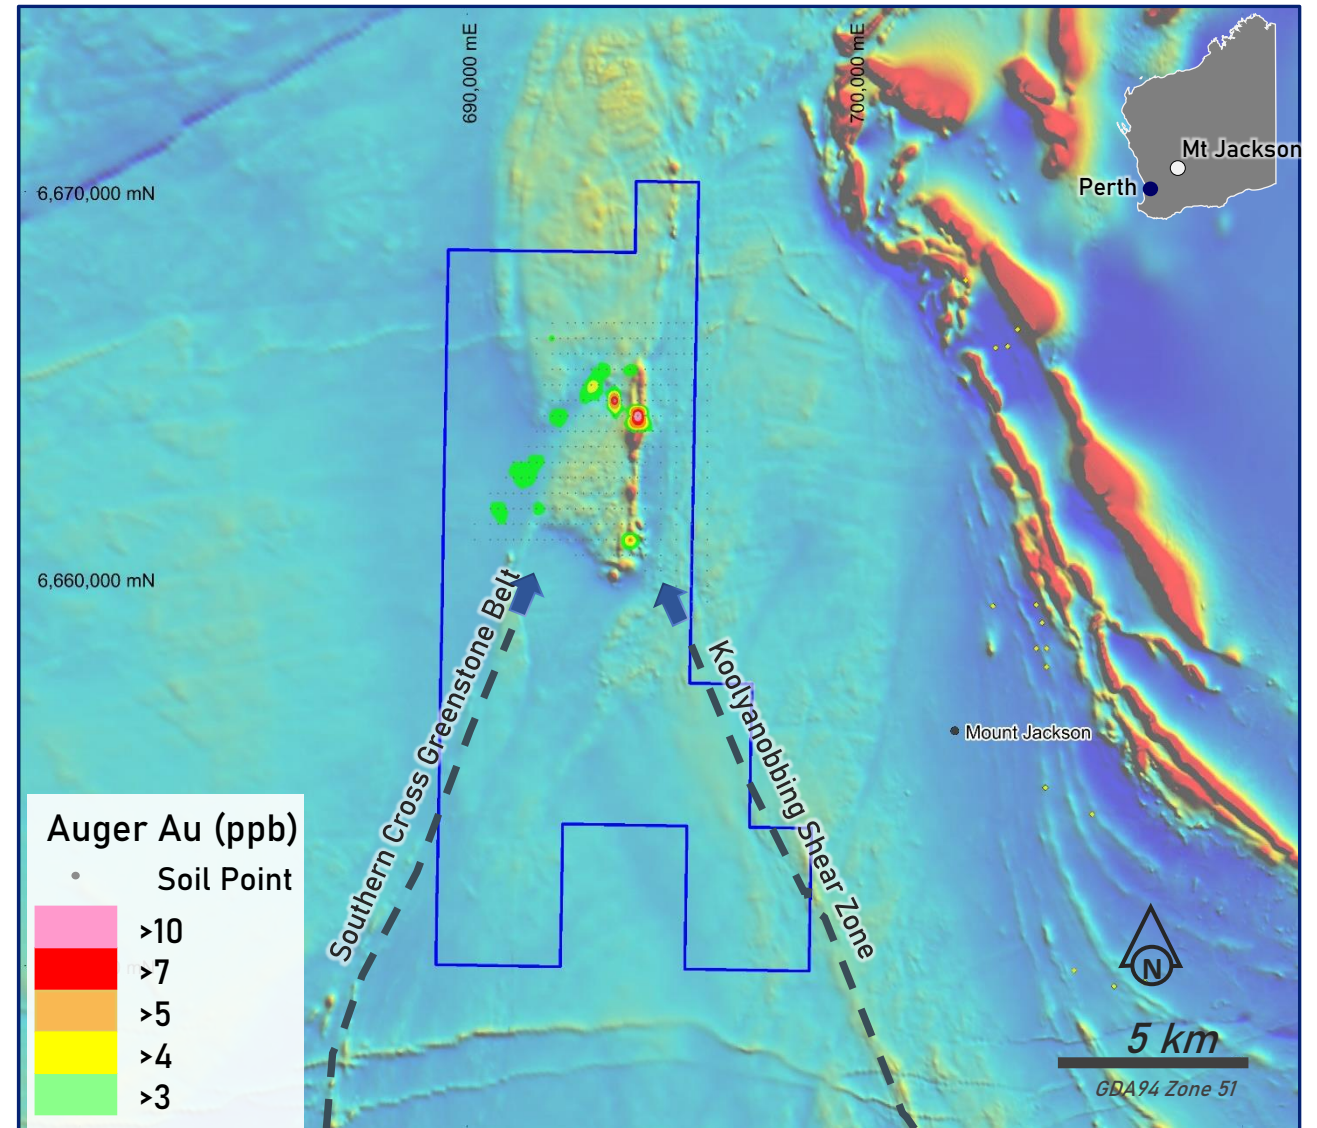 690,000 mE
700,000 mE
Mt Jackson
Perth
6,670,000 mN
6,660,000 mN
Southern Cross Greenstone Belt
Koolyanobbing Shear Zone
Mount Jackson
Auger Au (ppb)
Soil Point
>10
>7
>5
>4
>3
N
5 km
GDA94 Zone 51